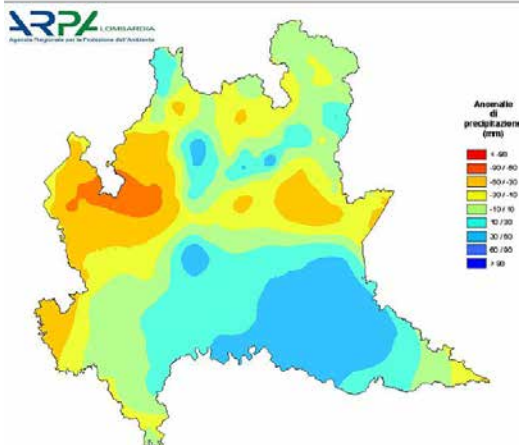 ARPA LOMBARDIA
Agenzia Regionale per la Protezione dell'Ambiente
Anomalie
di
precipitazione
(mm)
< -90
-90 / -60
-60 / -30
-30 / -10
-10 / 10
10 / 30
30 / 60
60 / 90
> 90